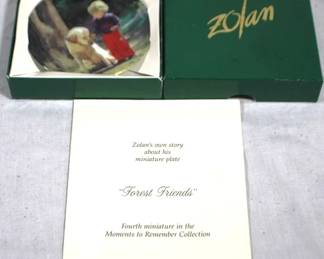 zolan
Zolan's own story
about his
miniature plate
"Forest Friends"
Fourth miniature in the
Moments to Remember Collection